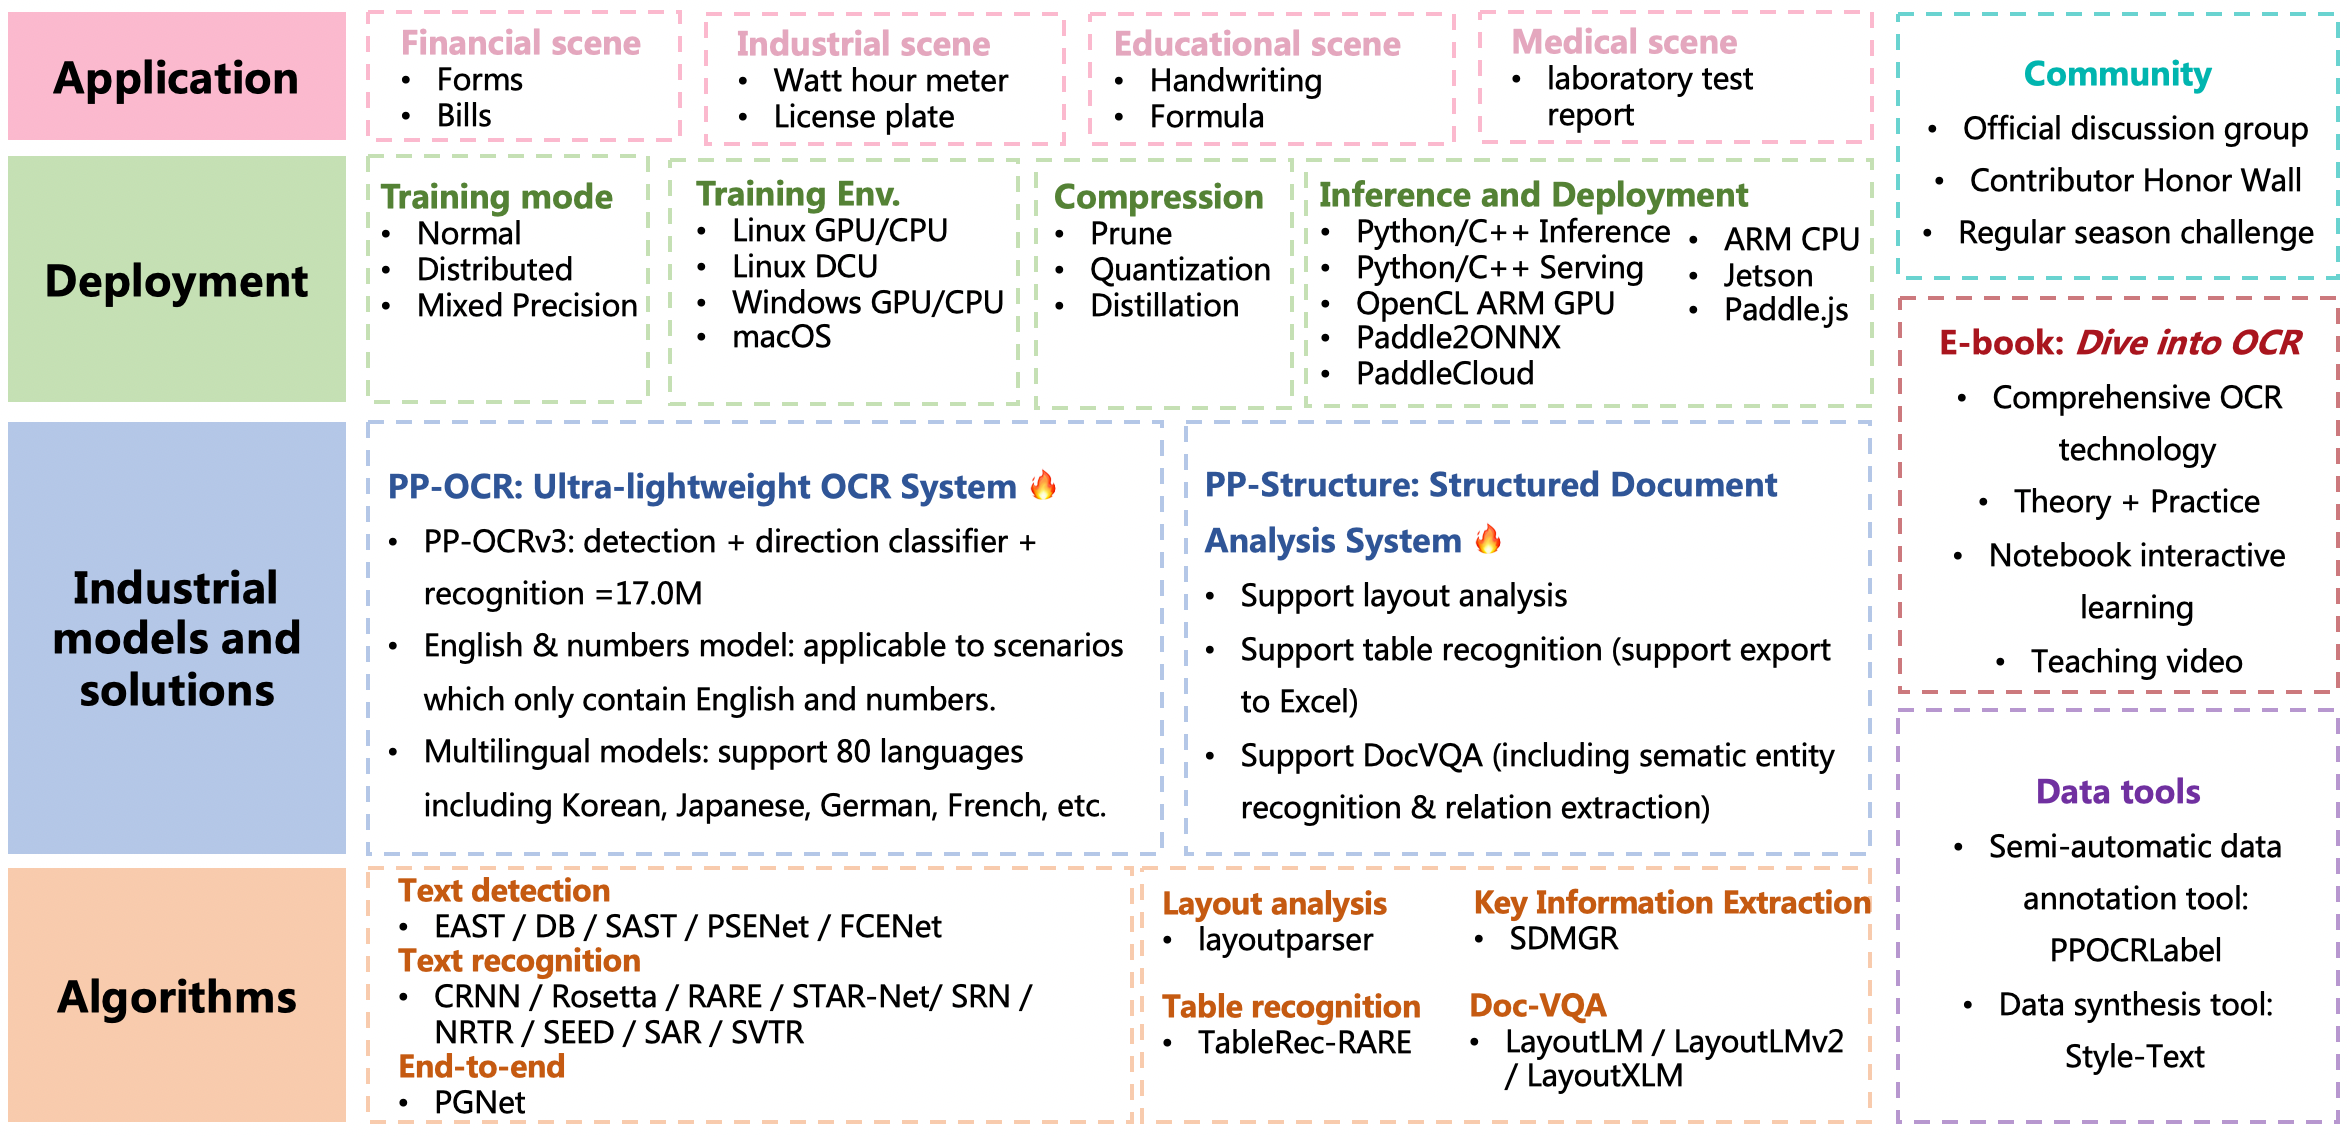 Application
Financial scene
• Forms
• Bills
Industrial scene
• Watt hour meter
• License plate
Educational scene
• Handwriting
• Formula
Medical scene
• laboratory test
report
Deployment
Training mode
• Normal
• Distributed
• Mixed Precision
Training Env.
• Linux GPU/CPU
• Linux DCU
• Windows GPU/CPU
• macOS
Compression
• Prune
• Quantization
• Distillation
Inference and Deployment
• Python/C++ Inference
• Python/C++ Serving
• OpenCL ARM GPU
• Paddle2ONNX
• PaddleCloud
• ARM CPU
• Jetson
• Paddle.js
Industrial
models and
solutions
PP-OCR: Ultra-lightweight OCR System 🔥
• PP-OCRv3: detection + direction classifier +
recognition =17.0M
• English & numbers model: applicable to scenarios
which only contain English and numbers.
• Multilingual models: support 80 languages
including Korean, Japanese, German, French, etc.
PP-Structure: Structured Document
Analysis System 🔥
• Support layout analysis
• Support table recognition (support export
to Excel)
• Support DocVQA (including sematic entity
recognition & relation extraction)
Algorithms
Text detection
• EAST / DB / SAST / PSENet / FCENet
Text recognition
• CRNN / Rosetta / RARE / STAR-Net/ SRN /
NRTR / SEED / SAR / SVTR
End-to-end
• PGNet
Layout analysis
• layoutparser
Key Information Extraction
• SDMGR
Table recognition
• TableRec-RARE
Doc-VQA
• LayoutLM / LayoutLMv2
/ LayoutXLM
Community
• Official discussion group
• Contributor Honor Wall
• Regular season challenge
E-book: Dive into OCR
• Comprehensive OCR
technology
• Theory + Practice
• Notebook interactive
learning
• Teaching video
Data tools
• Semi-automatic data
annotation tool:
PPOCRLabel
• Data synthesis tool:
Style-Text